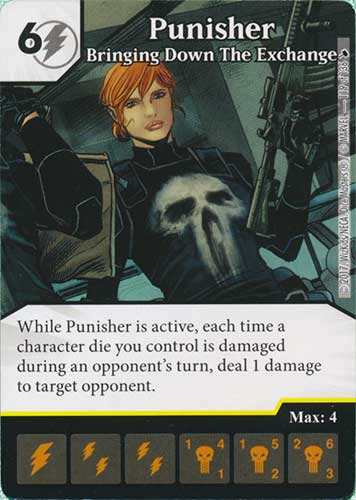 6
Punisher
Bringing Down The Exchange
While Punisher is active, each time a
character die you control is damaged
during an opponent's turn, deal 1 damage
to target opponent.
Max: 4
1 4 1
1 5 2
2 6 3